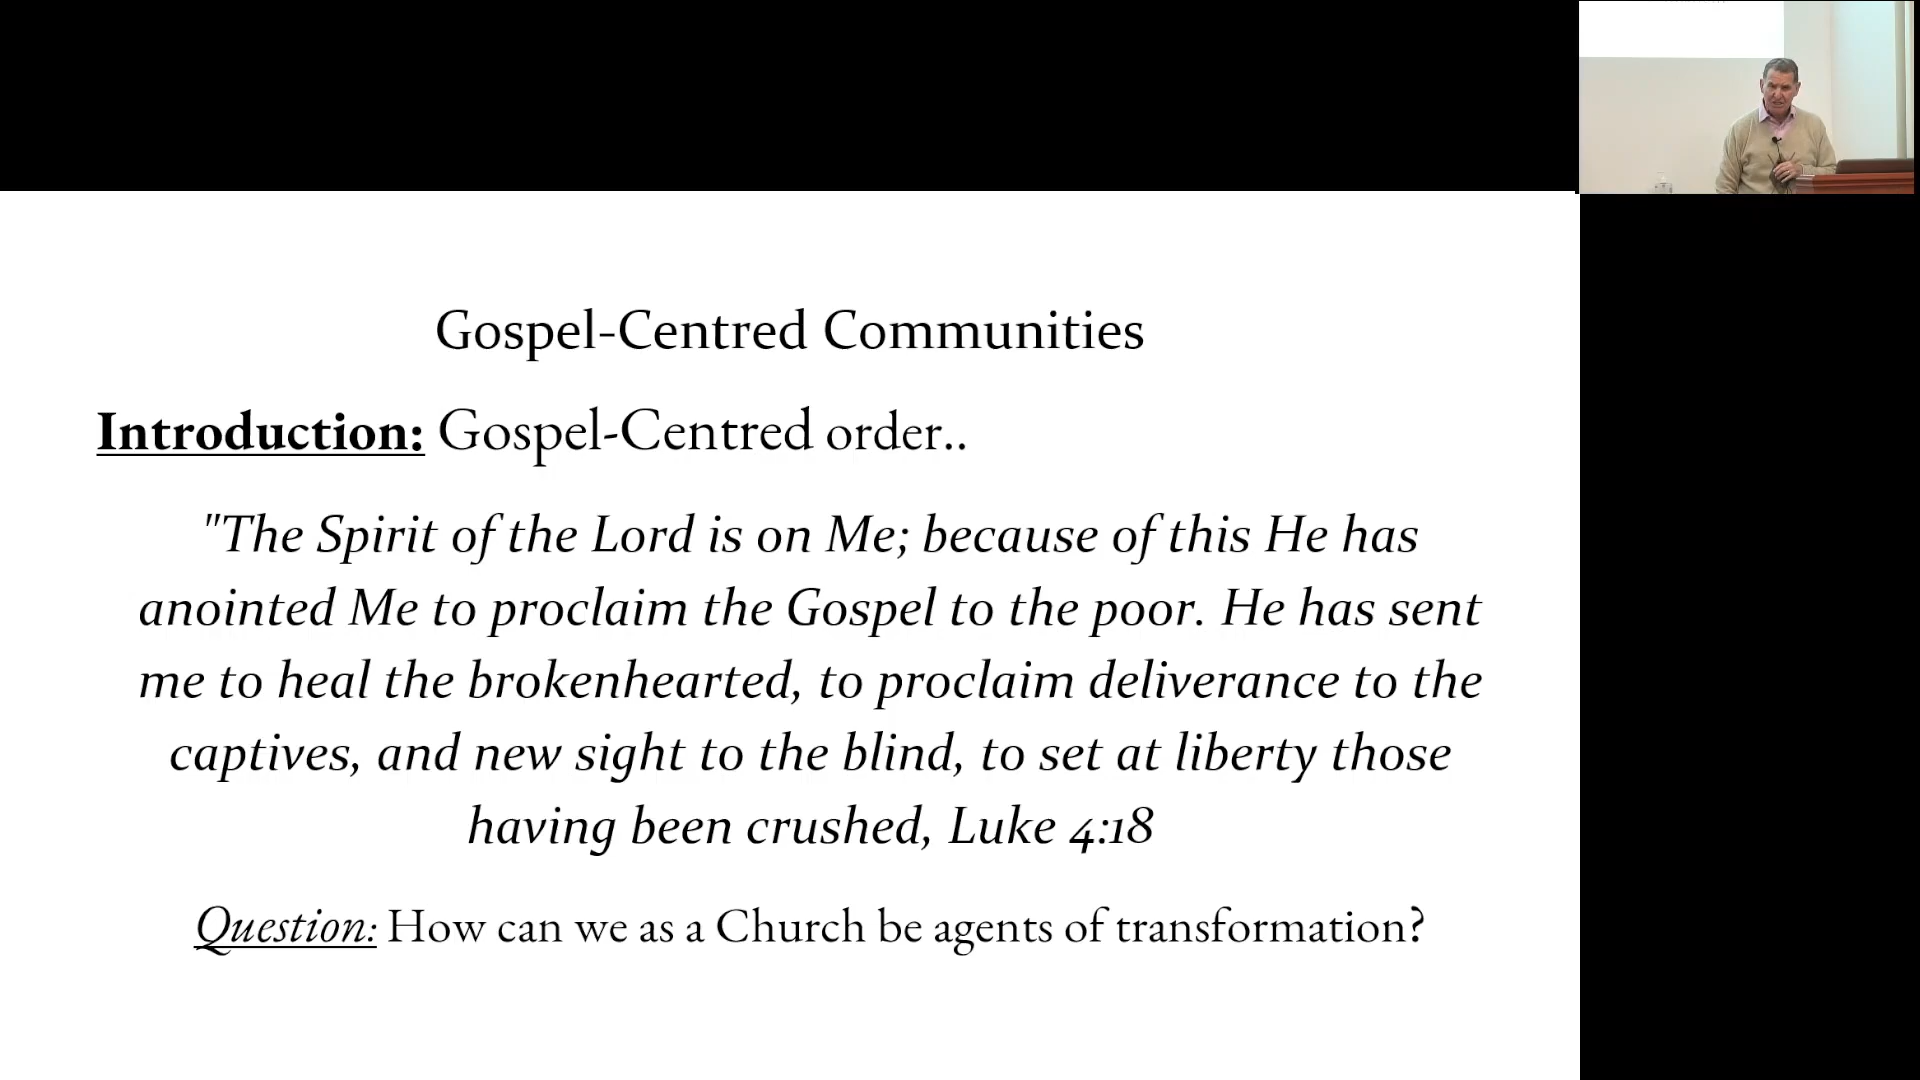 Gospel-Centred Communities
Introduction: Gospel-Centred order..
"The Spirit of the Lord is on Me; because of this He has
anointed Me to proclaim the Gospel to the poor. He has sent
me to heal the brokenhearted, to proclaim deliverance to the
captives, and new sight to the blind, to set at liberty those
having been crushed, Luke 4:18
Question: How can we as a Church be agents of transformation?